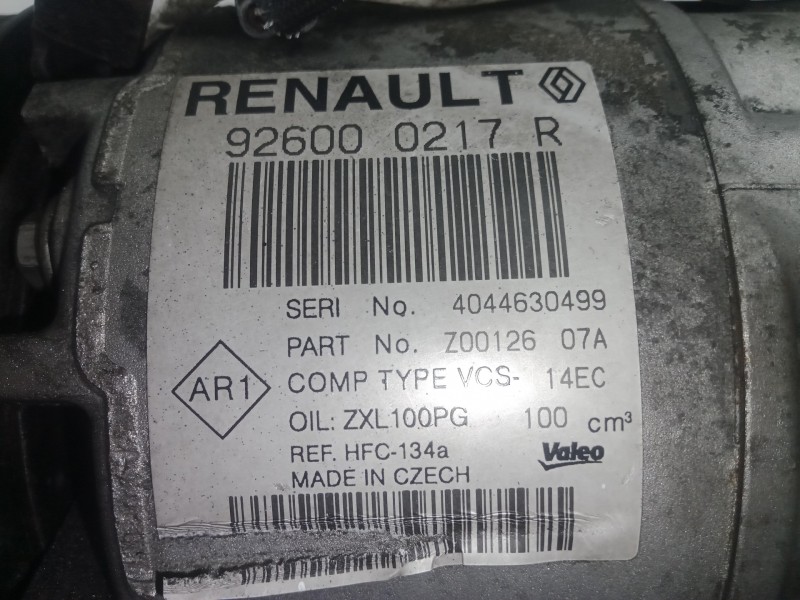 RENAULT
92600 0217 R
SERI No. 4044630499
PART No. Z00126 07A
AR1
COMP TYPE VCS- 14EC
OIL: ZXL100PG 100 cm³
REF. HFC-134a
Valeo
MADE IN CZECH